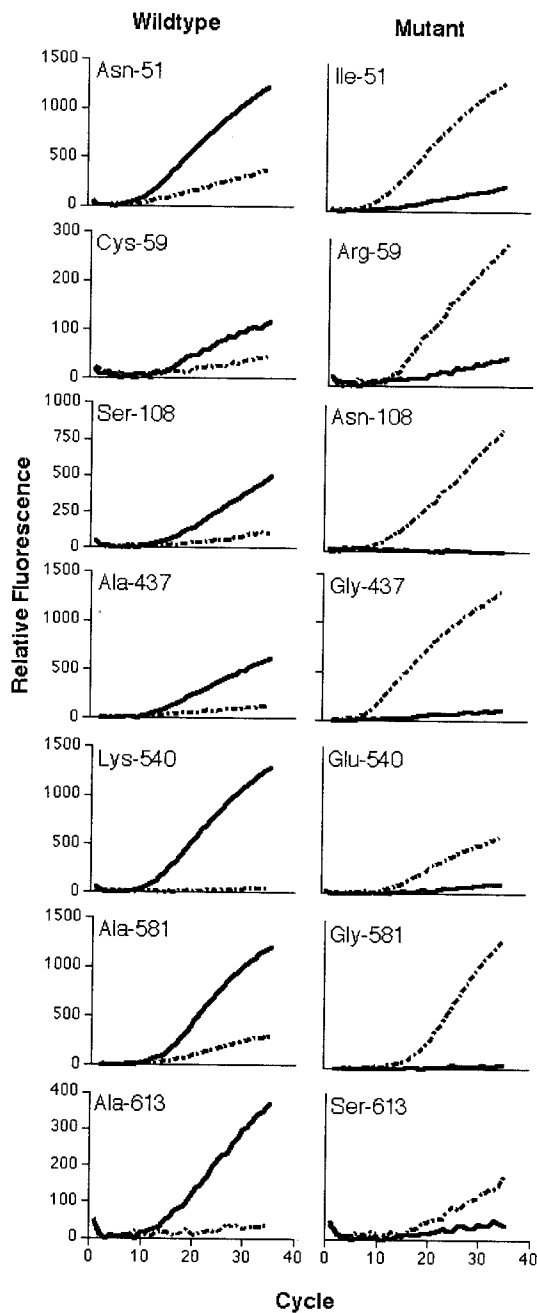 Wildtype
Mutant
Relative Fluorescence
Asn-51
1500
1000
500
0
Ile-51
Cys-59
300
200
100
0
Arg-59
Ser-108
1000
750
500
250
0
Asn-108
Ala-437
1500
1000
500
0
Gly-437
Lys-540
1500
1000
500
0
Glu-540
Ala-581
1500
1000
500
0
Gly-581
Ala-613
400
300
200
100
0
Ser-613
0 10 20 30 40
0 10 20 30 40
Cycle